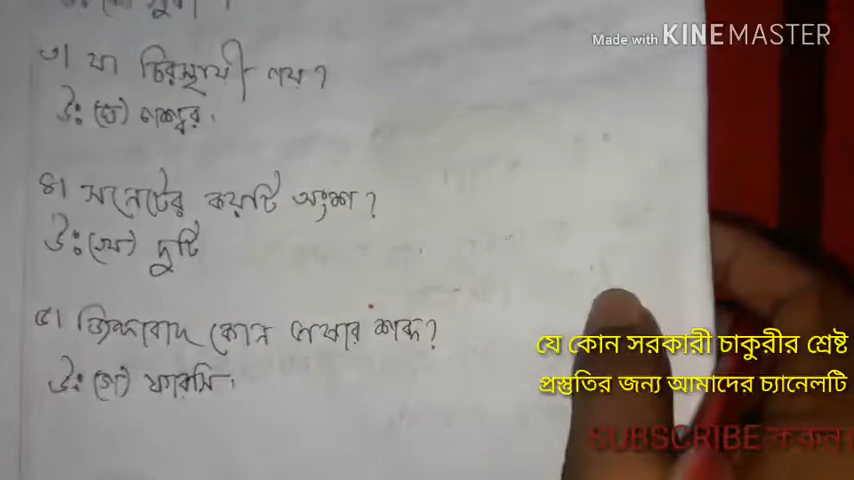 Made with KINEMASTER
৩। যা চিরস্থায়ী নয় ?
উঃ (ঙ) নশ্বর.
৪। সনেটের কয়টি অংশ ?
উঃ (খ) দুটি
৫। জিন্দাবাদ কোন ভাষার শব্দ ?
উঃ (গ) ফারসি.
যে কোন সরকারী চাকুরীর শ্রেষ্ট
প্রস্তুতির জন্য আমাদের চ্যানেলটি
SUBSCRIBE করুন